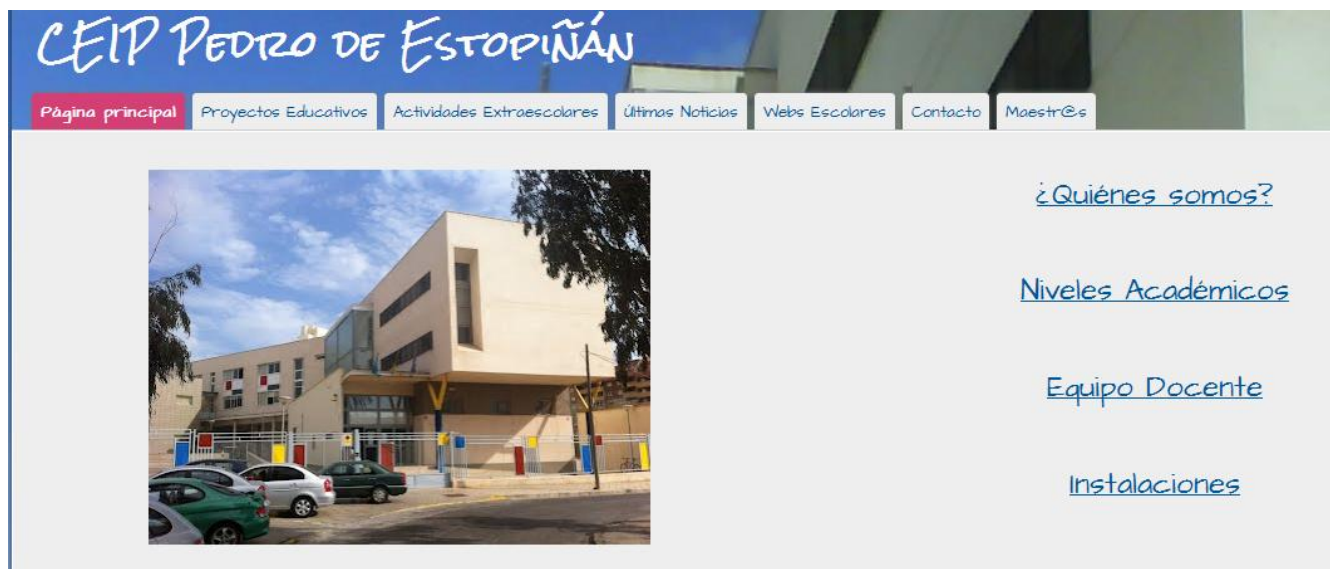 CEIP Pedro de Estopiñán
Página principal Proyectos Educativos Actividades Extraescolares Últimas Noticias Webs Escolares Contacto Maestr@s
¿Quiénes somos?
Niveles Académicos
Equipo Docente
Instalaciones